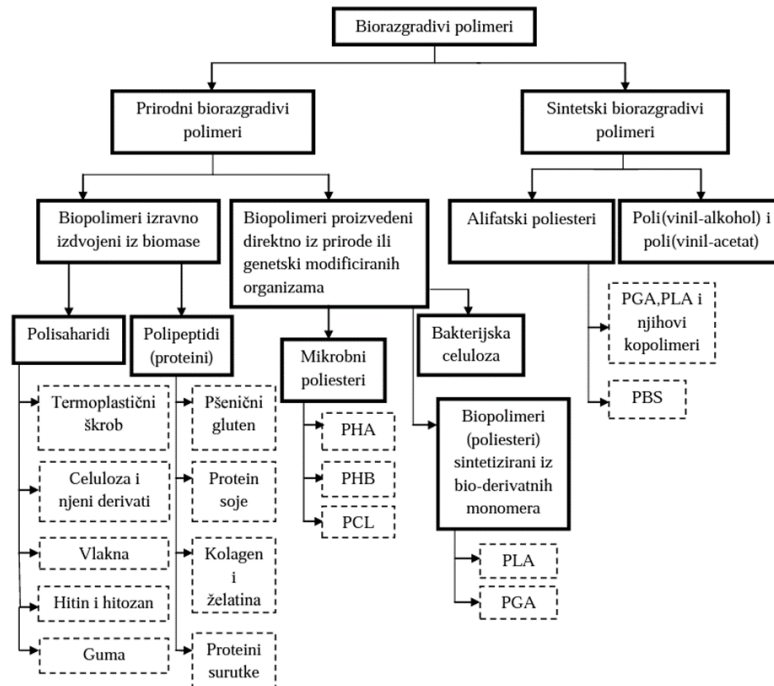 Biorazgradivi polimeri
Prirodni biorazgradivi
polimeri
Sintetski biorazgradivi
polimeri
Biopolimeri izravno
izdvojeni iz biomase
Biopolimeri proizvedeni
direktno iz prirode ili
genetski modificiranih
organizama
Alifatski poliesteri
Poli(vinil-alkohol) i
poli(vinil-acetat)
Polisaharidi
Polipeptidi
(proteini)
Mikrobni
poliesteri
Bakterijska
celuloza
PGA,PLA i
njihovi
kopolimeri
PBS
Termoplastični
škrob
Celuloza i
njeni derivati
Vlakna
Hitin i hitozan
Guma
Pšenični
gluten
Protein
soje
Kolagen
i
želatina
Proteini
surutke
PHA
PHB
PCL
Biopolimeri
(poliesteri)
sintetizirani iz
bio-derivatnih
monomera
PLA
PGA